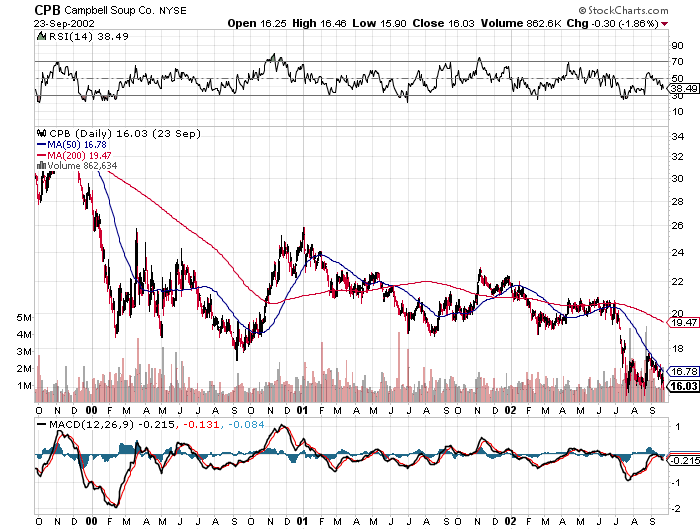 CPB Campbell Soup Co. NYSE © StockCharts.com
23-Sep-2002 Open 16.25 High 16.46 Low 15.90 Close 16.03 Volume 862.6K Chg -0.30 (-1.86%)
RSI(14) 38.49
90
70
50
38.49
30
10
CPB (Daily) 16.03 (23 Sep)
MA(50) 16.78
MA(200) 19.47
Volume 862,634
34
32
30
28
26
24
22
20
19.47
18
16.78
16.03
5M
4M
3M
2M
1M
O N D 00 F M A M J J A S O N D 01 F M A M J J A S O N D 02 F M A M J J A S
MACD(12,26,9) -0.215, -0.131, -0.084
1
0
-0.215
-1
-2
O N D 00 F M A M J J A S O N D 01 F M A M J J A S O N D 02 F M A M J J A S